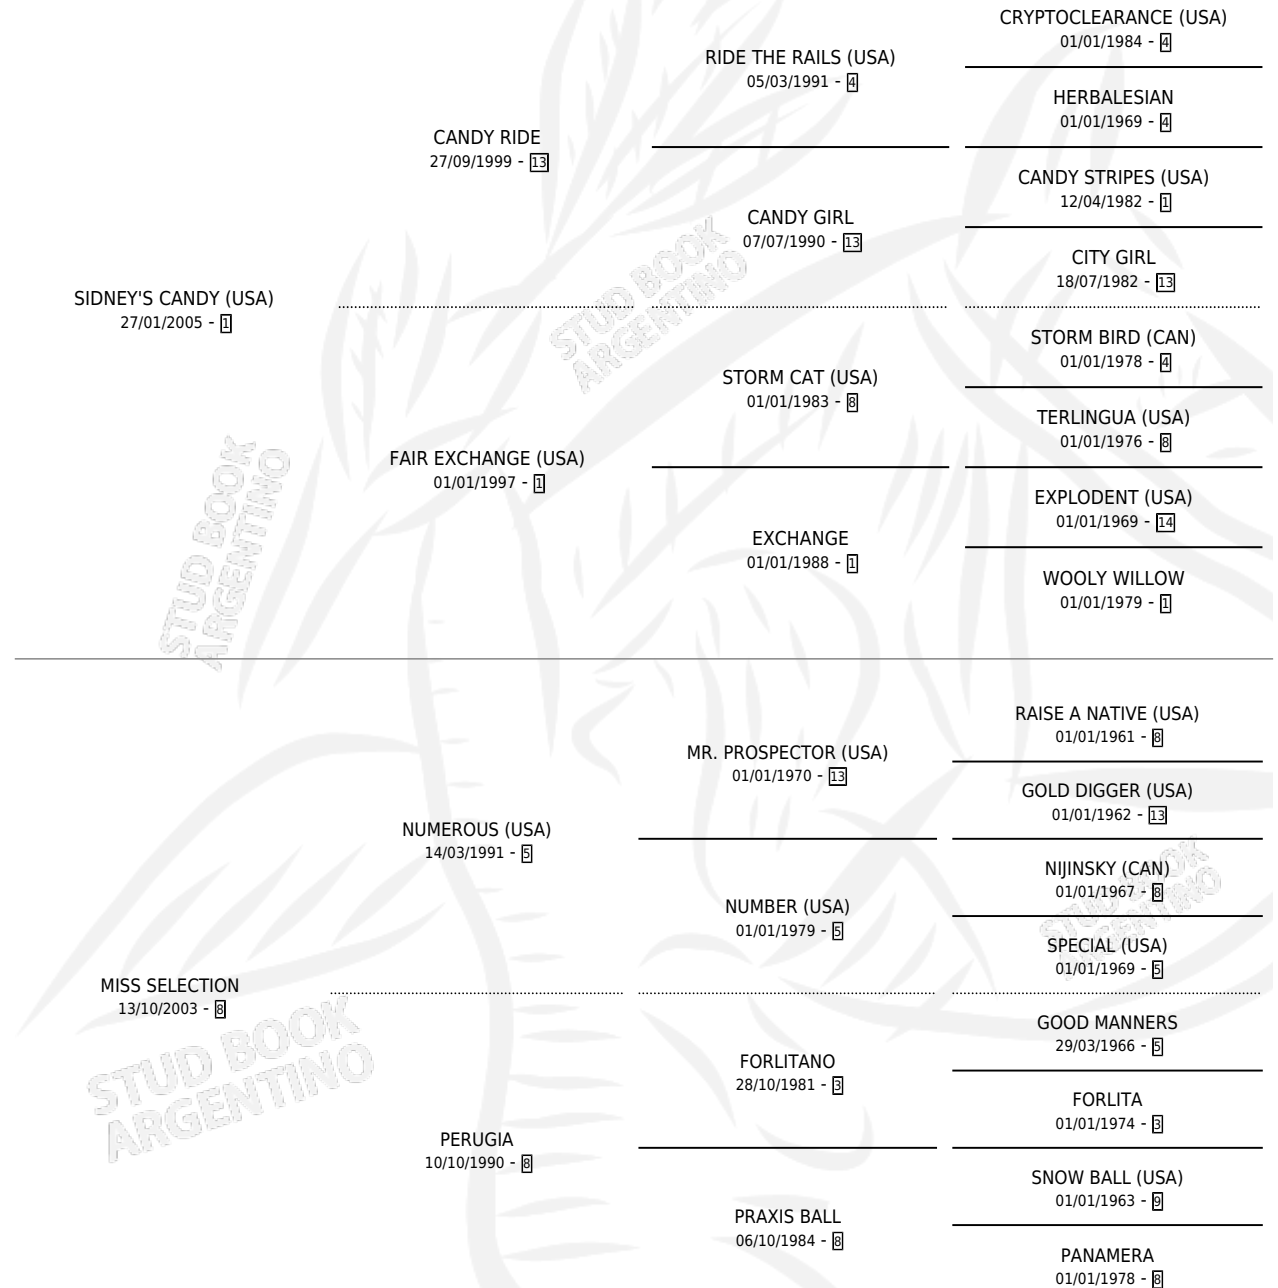 CRYPTOCLEARANCE (USA)
01/01/1984 - 4
RIDE THE RAILS (USA)
05/03/1991 - 4
HERBALESIAN
01/01/1969 - 4
CANDY RIDE
27/09/1999 - 13
CANDY STRIPES (USA)
12/04/1982 - 1
CANDY GIRL
07/07/1990 - 13
CITY GIRL
18/07/1982 - 13
SIDNEY'S CANDY (USA)
27/01/2005 - 1
STUD BOOK
ARGENTINO
STORM BIRD (CAN)
01/01/1978 - 4
STORM CAT (USA)
01/01/1983 - 8
TERLINGUA (USA)
01/01/1976 - 8
FAIR EXCHANGE (USA)
01/01/1997 - 1
EXPLODENT (USA)
01/01/1969 - 14
EXCHANGE
01/01/1988 - 1
WOOLY WILLOW
01/01/1979 - 1
STUD BOOK
ARGENTINO
RAISE A NATIVE (USA)
01/01/1961 - 8
MR. PROSPECTOR (USA)
01/01/1970 - 13
GOLD DIGGER (USA)
01/01/1962 - 13
NUMEROUS (USA)
14/03/1991 - 5
NIJINSKY (CAN)
01/01/1967 - 8
NUMBER (USA)
01/01/1979 - 5
STUD BOOK
ARGENTINO
SPECIAL (USA)
01/01/1969 - 5
MISS SELECTION
13/10/2003 - 8
GOOD MANNERS
29/03/1966 - 5
STUD BOOK
ARGENTINO
FORLITANO
28/10/1981 - 3
FORLITA
01/01/1974 - 3
PERUGIA
10/10/1990 - 8
SNOW BALL (USA)
01/01/1963 - 9
PRAXIS BALL
06/10/1984 - 8
PANAMERA
01/01/1978 - 8